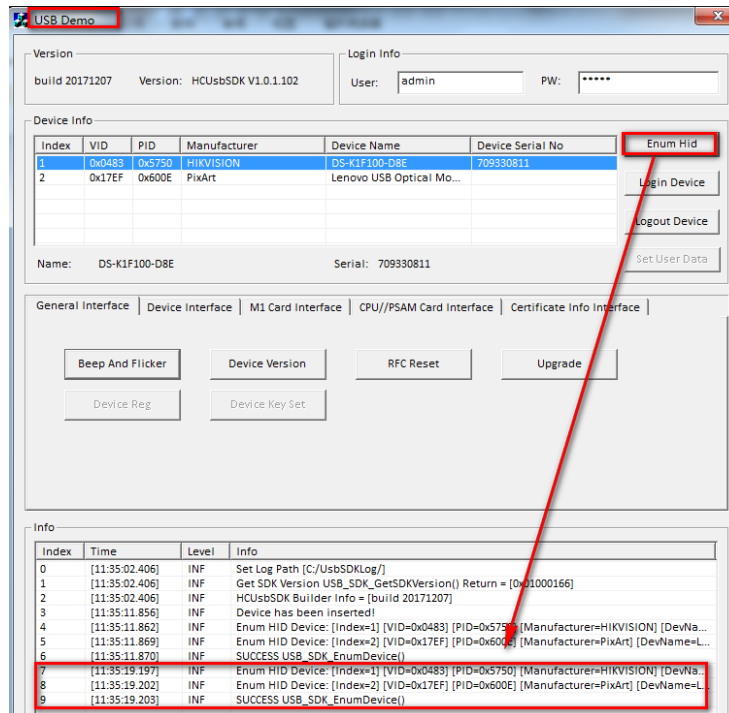 USB Demo
Version
build 20171207 Version: HCUsbSDK V1.0.1.102
Login Info
User: admin PW: •••••
Device Info
Index VID PID Manufacturer Device Name Device Serial No
1 0x0483 0x5750 HIKVISION DS-K1F100-D8E 709330811
2 0x17EF 0x600E PixArt Lenovo USB Optical Mo...
Enum Hid
Login Device
Logout Device
Set User Data
Name: DS-K1F100-D8E Serial: 709330811
General Interface Device Interface M1 Card Interface CPU//PSAM Card Interface Certificate Info Interface
Beep And Flicker Device Version RFC Reset Upgrade
Device Reg Device Key Set
Info
Index Time Level Info
0 [11:35:02.406] INF Set Log Path [C:/UsbSDKLog/]
1 [11:35:02.406] INF Get SDK Version USB_SDK_GetSDKVersion() Return = [0x01000166]
2 [11:35:02.406] INF HCUsbSDK Builder Info = [build 20171207]
3 [11:35:11.856] INF Device has been inserted!
4 [11:35:11.862] INF Enum HID Device: [Index=1] [VID=0x0483] [PID=0x5750] [Manufacturer=HIKVISION] [DevNa...
5 [11:35:11.869] INF Enum HID Device: [Index=2] [VID=0x17EF] [PID=0x600E] [Manufacturer=PixArt] [DevName=L...
6 [11:35:11.870] INF SUCCESS USB_SDK_EnumDevice()
7 [11:35:19.197] INF Enum HID Device: [Index=1] [VID=0x0483] [PID=0x5750] [Manufacturer=HIKVISION] [DevNa...
8 [11:35:19.202] INF Enum HID Device: [Index=2] [VID=0x17EF] [PID=0x600E] [Manufacturer=PixArt] [DevName=L...
9 [11:35:19.203] INF SUCCESS USB_SDK_EnumDevice()